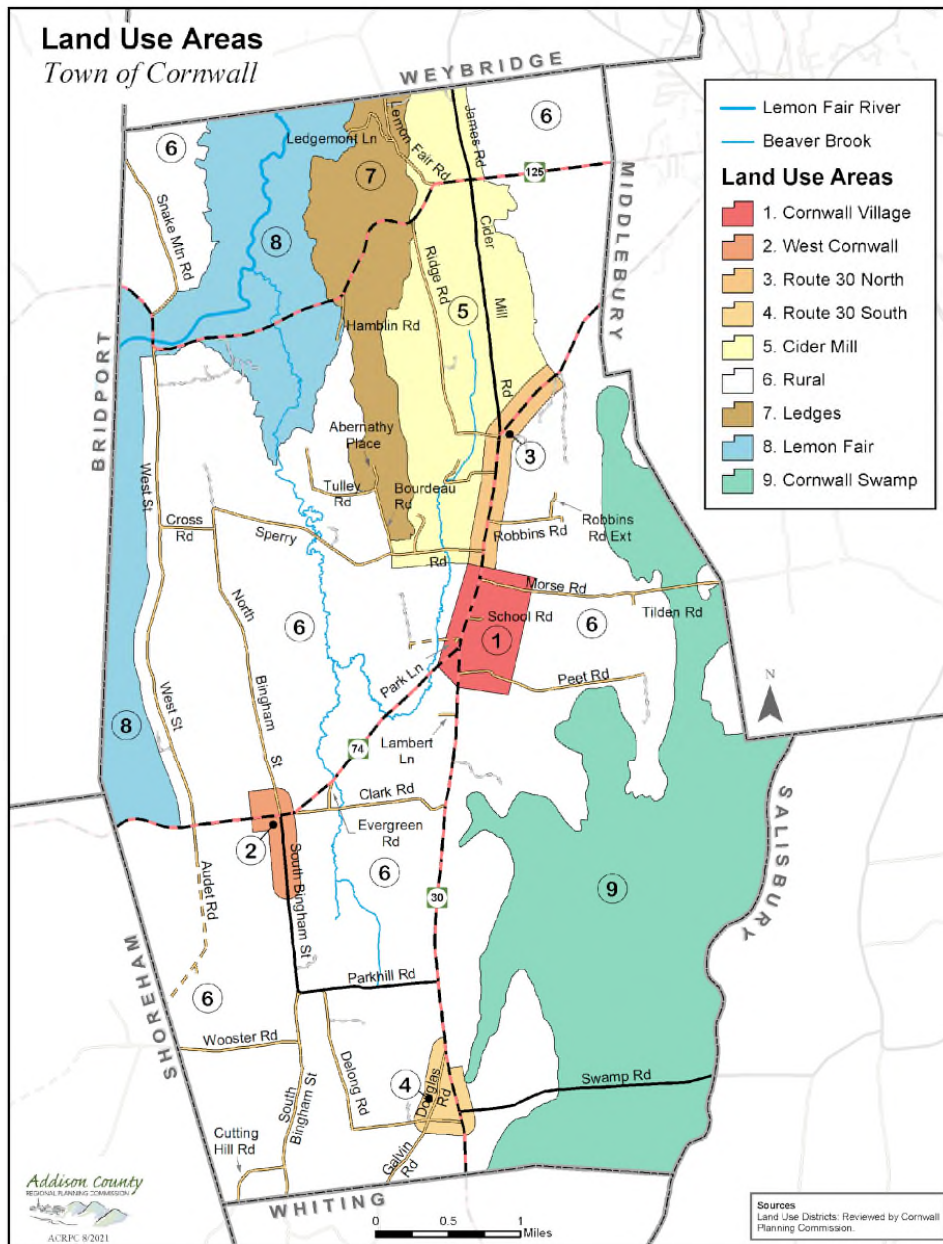 Land Use Areas
Town of Cornwall
WEYBRIDGE
MIDDLEBURY
BRIDPORT
SALISBURY
SHOREHAM
WHITING
Lemon Fair River
Beaver Brook
Land Use Areas
1. Cornwall Village
2. West Cornwall
3. Route 30 North
4. Route 30 South
5. Cider Mill
6. Rural
7. Ledges
8. Lemon Fair
9. Cornwall Swamp
6
Ledgemont Ln
Lemon Fair Rd
James Rd
6
125
7
Snake Mtn Rd
8
Ridge Rd
Cider
Mill
Rd
5
Hamblin Rd
Abernathy
Place
3
Tulley
Rd
Bourdeau
Rd
West St
Cross
Rd
Sperry
Rd
Robbins Rd
Robbins
Rd Ext
North
Bingham
St
Morse Rd
Tilden Rd
6
School Rd
1
6
Park Ln
Peet Rd
N
West St
8
74
Lambert
Ln
Clark Rd
Evergreen
Rd
2
South Bingham St
6
9
Audet Rd
30
Parkhill Rd
6
Wooster Rd
South
Bingham St
Delong
Rd
4
Douglas
Rd
Swamp Rd
Cutting
Hill Rd
Galvin
Rd
Addison County
REGIONAL PLANNING COMMISSION
ACRPC 8/2021
0 0.5 1
Miles
Sources
Land Use Districts: Reviewed by Cornwall
Planning Commission.